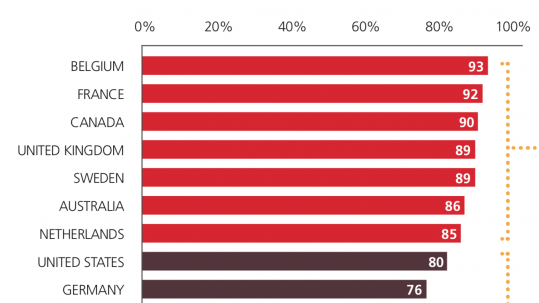 0% 20% 40% 60% 80% 100%
BELGIUM 93
FRANCE 92
CANADA 90
UNITED KINGDOM 89
SWEDEN 89
AUSTRALIA 86
NETHERLANDS 85
UNITED STATES 80
GERMANY 76